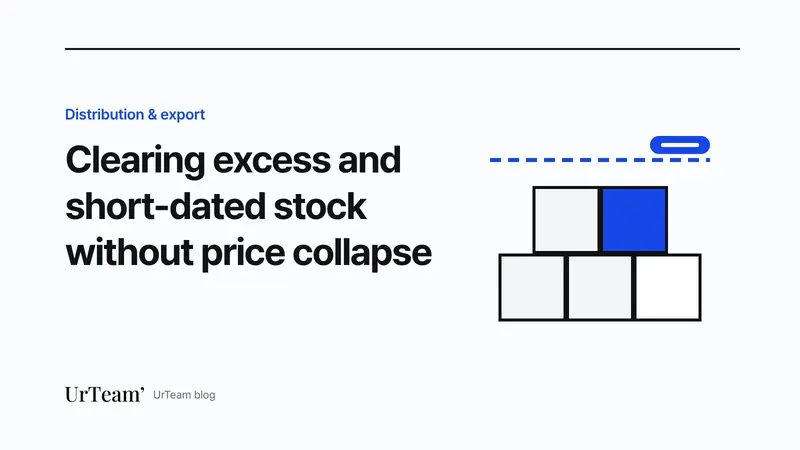 Distribution & export
Clearing excess and
short-dated stock
without price collapse
UrTeam’ UrTeam blog